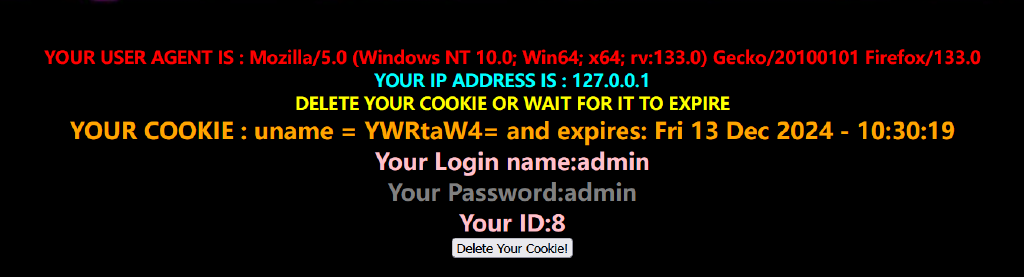 YOUR USER AGENT IS : Mozilla/5.0 (Windows NT 10.0; Win64; x64; rv:133.0) Gecko/20100101 Firefox/133.0
YOUR IP ADDRESS IS : 127.0.0.1
DELETE YOUR COOKIE OR WAIT FOR IT TO EXPIRE
YOUR COOKIE : uname = YWRtaW4= and expires: Fri 13 Dec 2024 - 10:30:19
Your Login name:admin
Your Password:admin
Your ID:8
Delete Your Cookie!